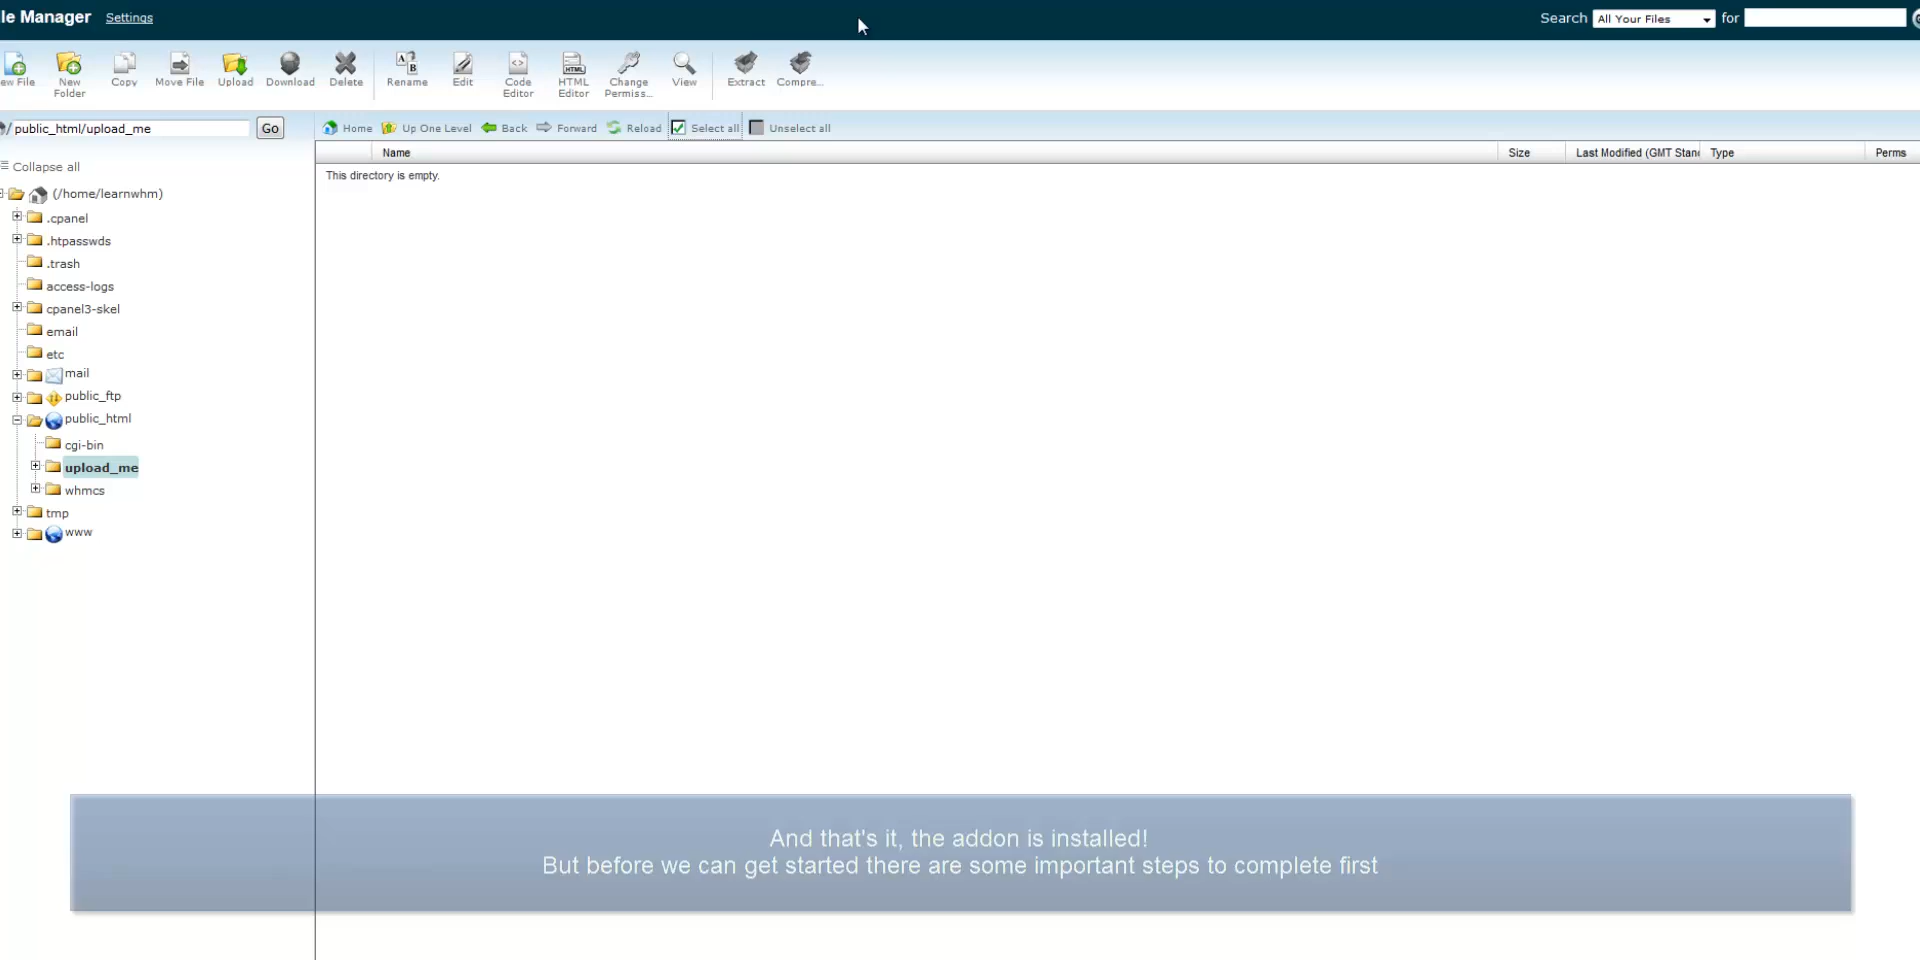 le Manager Settings
Search All Your Files for
ew File New Folder Copy Move File Upload Download Delete Rename Edit Code Editor HTML Editor Change Permiss... View Extract Compre...
/ public_html/upload_me Go
Home Up One Level Back Forward Reload Select all Unselect all
Collapse all
Name Size Last Modified (GMT Stand Type Perms
This directory is empty.
(/home/learnwhm)
.cpanel
.htpasswds
.trash
access-logs
cpanel3-skel
email
etc
mail
public_ftp
public_html
cgi-bin
upload_me
whmcs
tmp
www
And that's it, the addon is installed!
But before we can get started there are some important steps to complete first